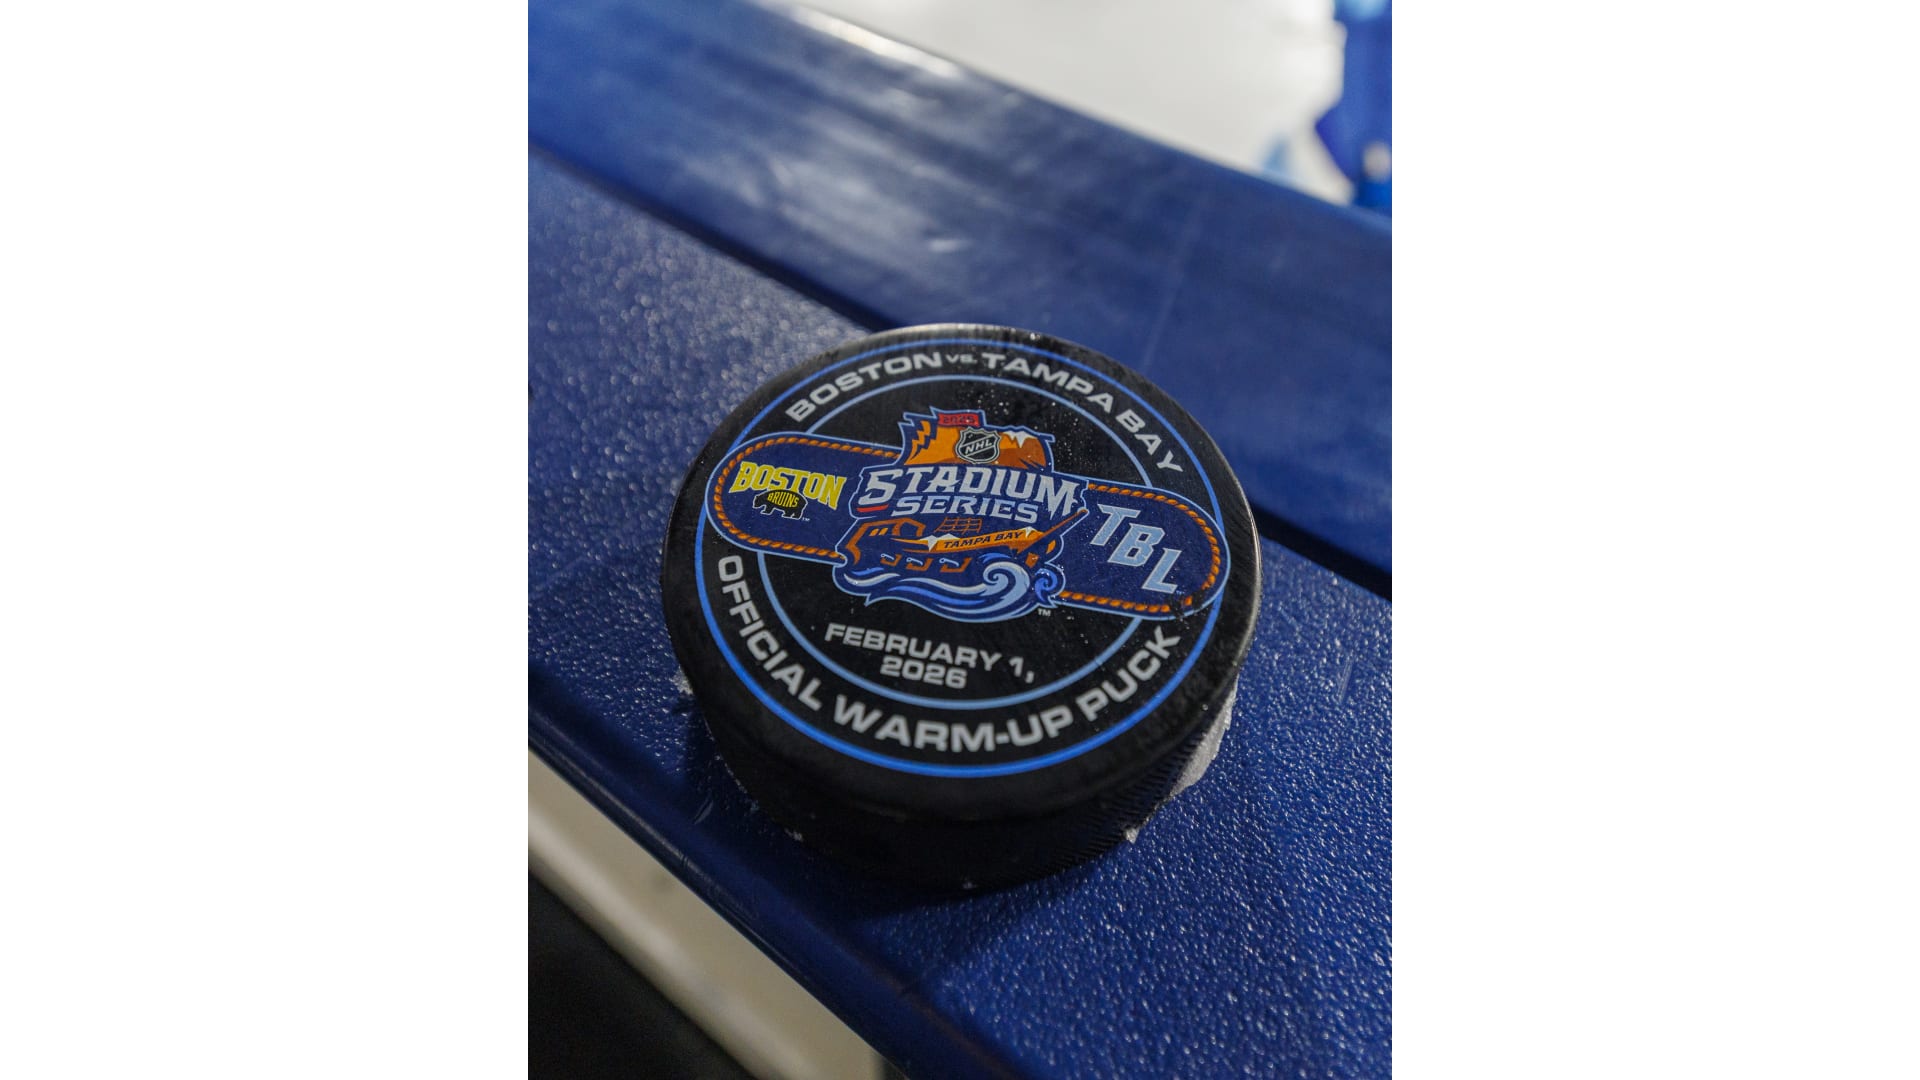 BOSTON VS. TAMPA BAY
NHL
BOSTON
BRUINS
STADIUM
SERIES
TAMPA BAY
TBL
TM
FEBRUARY 1,
2026
OFFICIAL WARM-UP PUCK